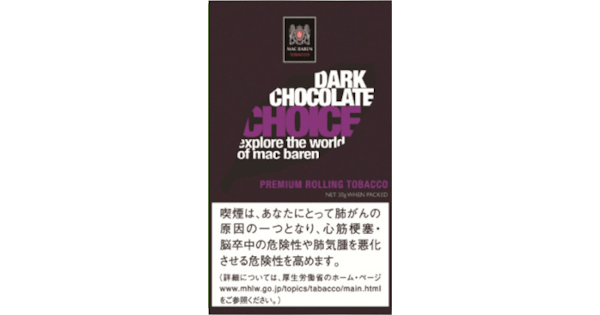 MAC BAREN
DARK
CHOCOLATE
CHOICE
explore the world
of mac baren
PREMIUM ROLLING TOBACCO
NET 30g WHEN PACKED
喫煙は、あなたにとって肺がんの
原因の一つとなり、心筋梗塞・
脳卒中の危険性や肺気腫を悪化
させる危険性を高めます。
(詳細については、厚生労働省のホーム・ページ
www.mhlw.go.jp/topics/tabacco/main.html
をご参照ください。)